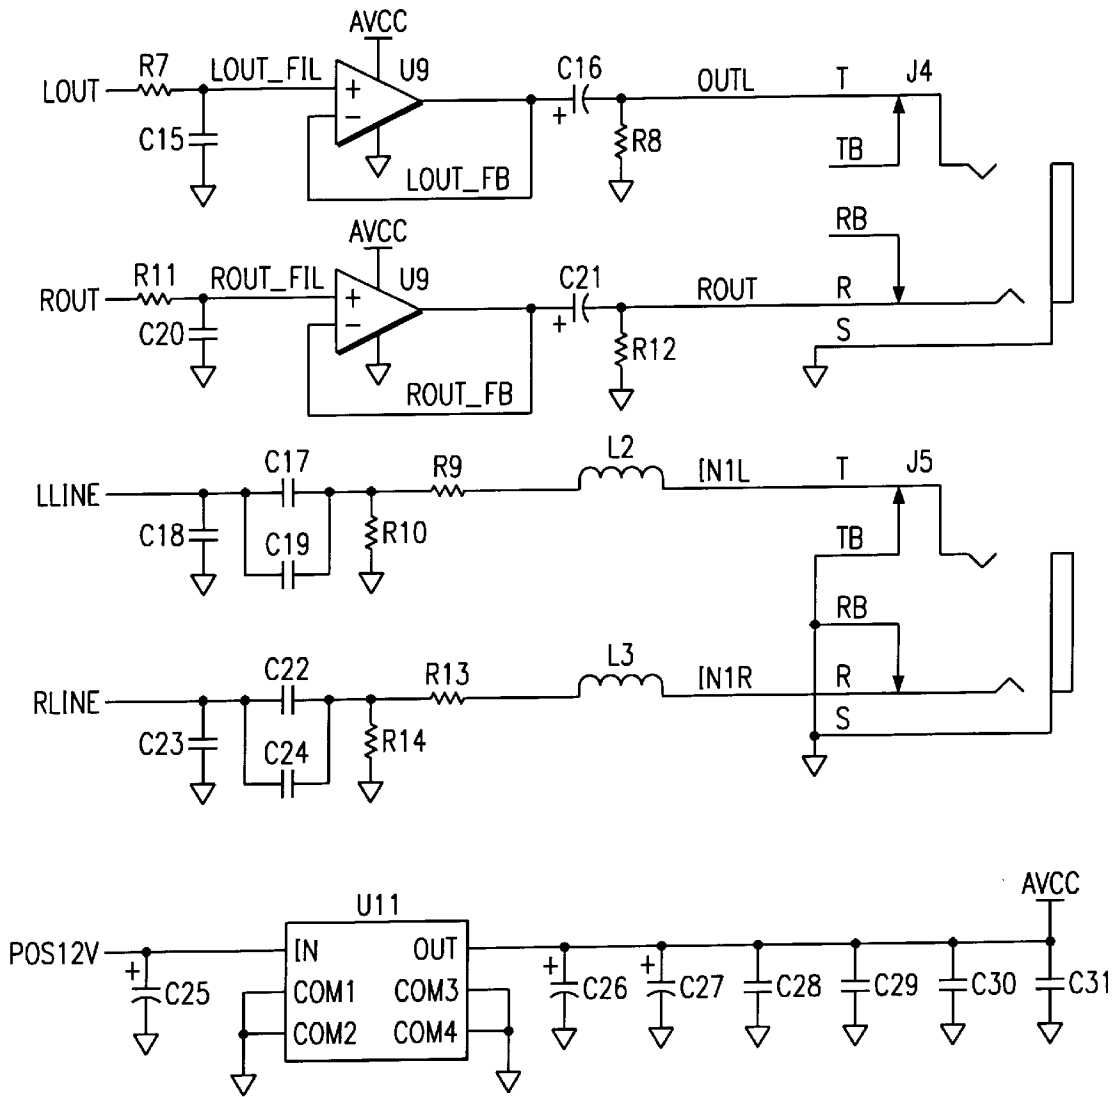 AVCC
R7
LOUT_FIL
U9
C16
OUTL
T
J4
LOUT
+
−
+
C15
R8
TB
LOUT_FB
RB
AVCC
R11
ROUT_FIL
U9
C21
ROUT
R
ROUT
+
−
+
C20
R12
S
ROUT_FB
C17
R9
L2
IN1L
T
J5
LLINE
C18
C19
R10
TB
RB
C22
R13
L3
IN1R
R
RLINE
C23
C24
R14
S
AVCC
U11
POS12V
IN
OUT
+
C25
COM1
COM3
+
C26
+
C27
C28
C29
C30
C31
COM2
COM4